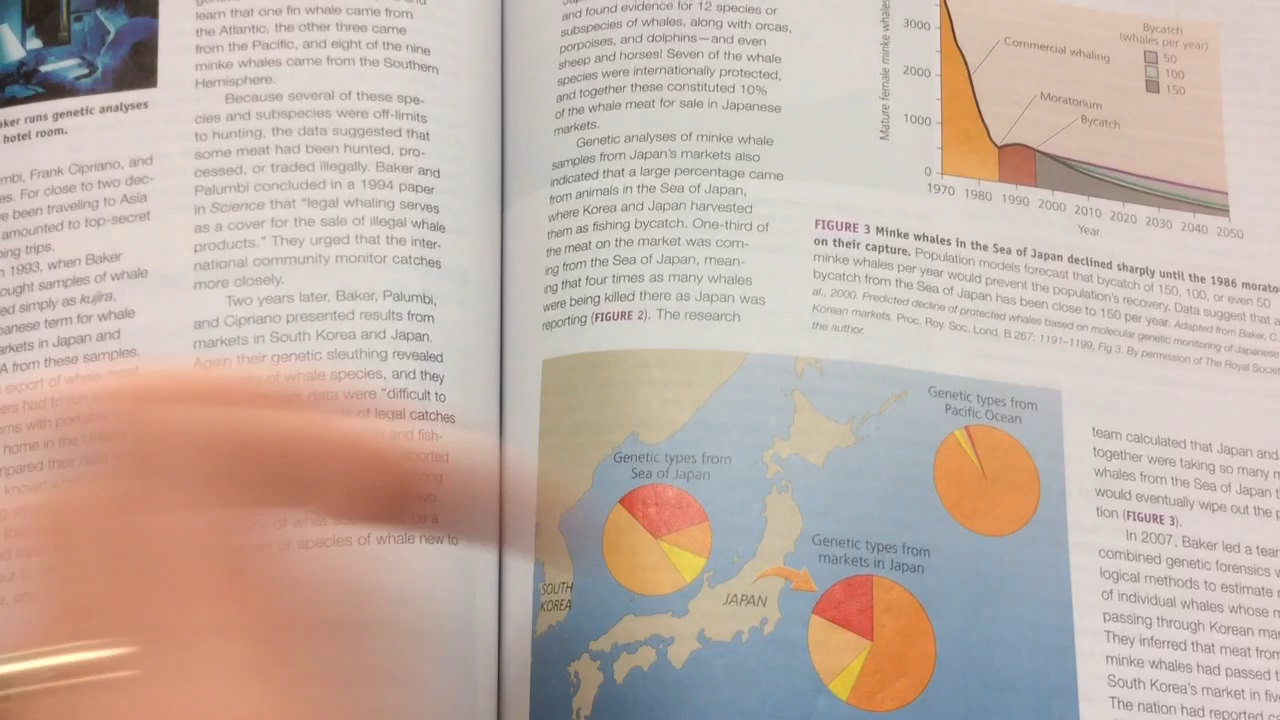 aker runs genetic analyses
hotel room.
mbi, Frank Cipriano, and
es. For close to two dec-
e been traveling to Asia
amounted to top-secret
ing trips.
1993, when Baker
ought samples of whale
ed simply as kujira,
panese term for whale
arkets in Japan and
A from these samples.
export of whale meat
home in the
learn that one fin whale came from
the Atlantic, the other three came
from the Pacific, and eight of the nine
minke whales came from the Southern
Hemisphere.
Because several of these spe-
cies and subspecies were off-limits
to hunting, the data suggested that
some meat had been hunted, pro-
cessed, or traded illegally. Baker and
Palumbi concluded in a 1994 paper
in Science that “legal whaling serves
as a cover for the sale of illegal whale
products.” They urged that the inter-
national community monitor catches
more closely.
Two years later, Baker, Palumbi,
and Cipriano presented results from
markets in South Korea and Japan.
Again their genetic sleuthing revealed
of whale species, and they
data were “difficult to
of legal catches
and fish-
or species of whale new to
and found evidence for 12 species or
subspecies of whales, along with orcas,
porpoises, and dolphins—and even
sheep and horses! Seven of the whale
species were internationally protected,
and together these constituted 10%
of the whale meat for sale in Japanese
markets.
Genetic analyses of minke whale
samples from Japan’s markets also
indicated that a large percentage came
from animals in the Sea of Japan,
where Korea and Japan harvested
them as fishing bycatch. One-third of
the meat on the market was com-
ing from the Sea of Japan, mean-
ing that four times as many whales
were being killed there as Japan was
reporting (FIGURE 2). The research
Mature female minke whales
3000
2000
1000
0
Commercial whaling
Moratorium
Bycatch
Bycatch
(whales per year)
50
100
150
1970 1980 1990 2000 2010 2020 2030 2040 2050
Year
FIGURE 3 Minke whales in the Sea of Japan declined sharply until the 1986 morato
on their capture. Population models forecast that bycatch of 150, 100, or even 50
minke whales per year would prevent the population’s recovery. Data suggest that a
bycatch from the Sea of Japan has been close to 150 per year. Adapted from Baker, C.
al., 2000. Predicted decline of protected whales based on molecular genetic monitoring of Japanese
Korean markets. Proc. Roy. Soc. Lond. B 267: 1191–1199, Fig 3. By permission of The Royal Societ
the author.
Genetic types from
Sea of Japan
Genetic types from
Pacific Ocean
Genetic types from
markets in Japan
SOUTH
KOREA
JAPAN
team calculated that Japan and
together were taking so many
whales from the Sea of Japan
would eventually wipe out the
tion (FIGURE 3).
In 2007, Baker led a team
combined genetic forensics
logical methods to estimate
of individual whales whose
passing through Korean
They inferred that meat from
minke whales had passed
South Korea’s market in
The nation had reported